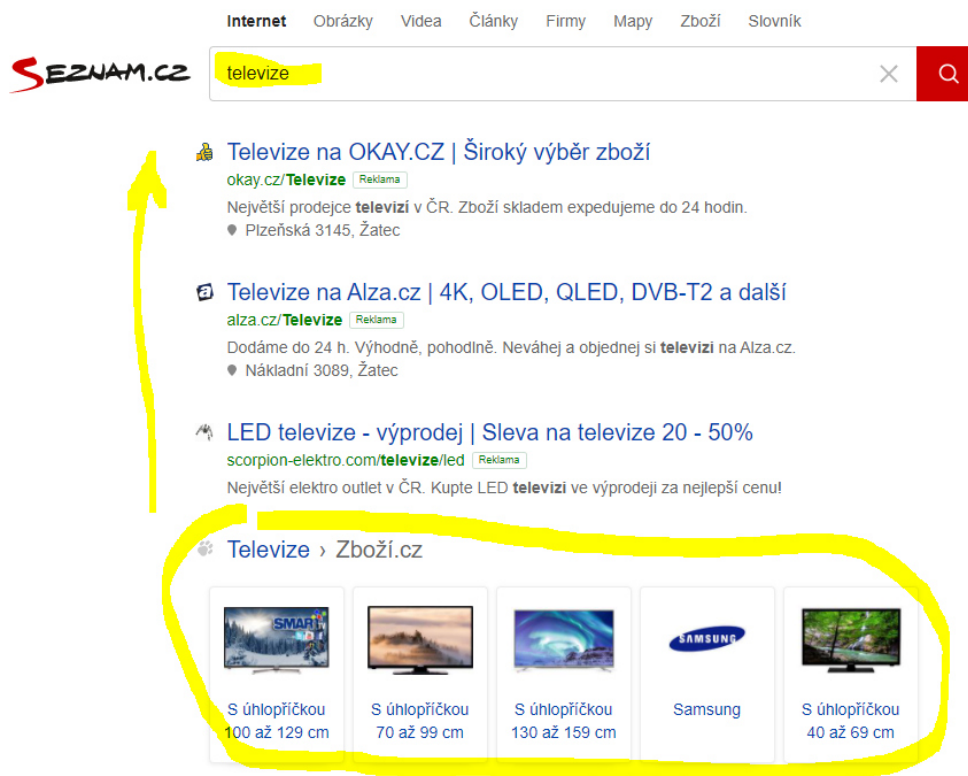 Internet Obrázky Videa Články Firmy Mapy Zboží Slovník
SEZNAM.CZ
televize
Televize na OKAY.CZ | Široký výběr zboží
okay.cz/Televize Reklama
Největší prodejce televizí v ČR. Zboží skladem expedujeme do 24 hodin.
Plzeňská 3145, Žatec
Televize na Alza.cz | 4K, OLED, QLED, DVB-T2 a další
alza.cz/Televize Reklama
Dodáme do 24 h. Výhodně, pohodlně. Neváhej a objednej si televizi na Alza.cz.
Nákladní 3089, Žatec
LED televize - výprodej | Sleva na televize 20 - 50%
scorpion-elektro.com/televize/led Reklama
Největší elektro outlet v ČR. Kupte LED televizi ve výprodeji za nejlepší cenu!
Televize › Zboží.cz
SMART
SAMSUNG
S úhlopříčkou
100 až 129 cm
S úhlopříčkou
70 až 99 cm
S úhlopříčkou
130 až 159 cm
Samsung
S úhlopříčkou
40 až 69 cm